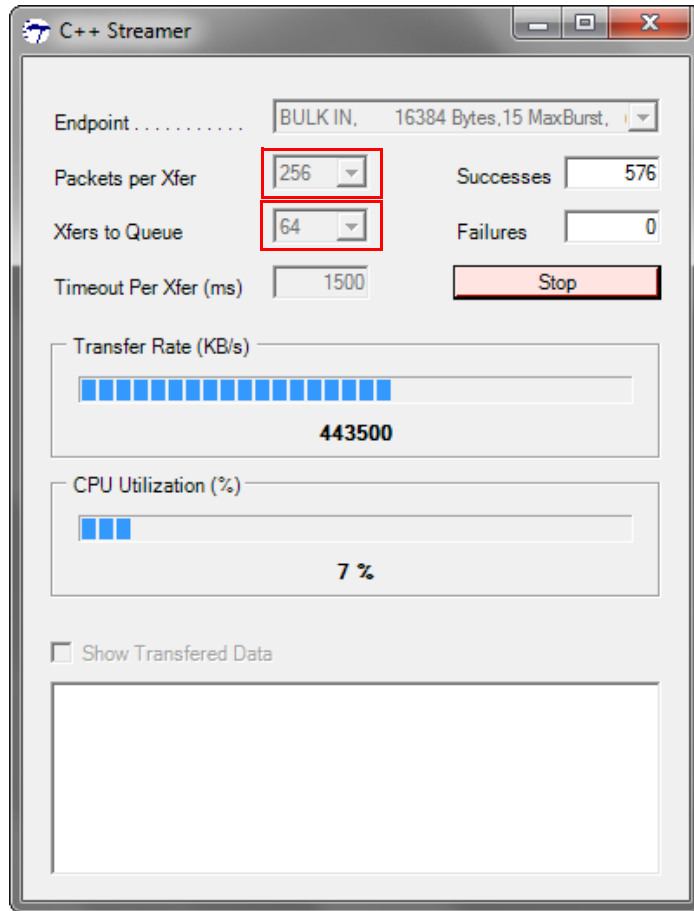 C++ Streamer
Endpoint . . . . . . . . . . . BULK IN, 16384 Bytes,15 MaxBurst,
Packets per Xfer 256 Successes 576
Xfers to Queue 64 Failures 0
Timeout Per Xfer (ms) 1500 Stop
Transfer Rate (KB/s)
443500
CPU Utilization (%)
7 %
Show Transfered Data